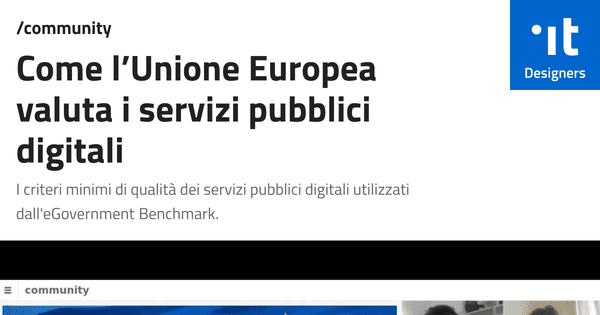 /community
·it
Designers
Come l’Unione Europea
valuta i servizi pubblici
digitali
I criteri minimi di qualità dei servizi pubblici digitali utilizzati
dall'eGovernment Benchmark.
≡ community